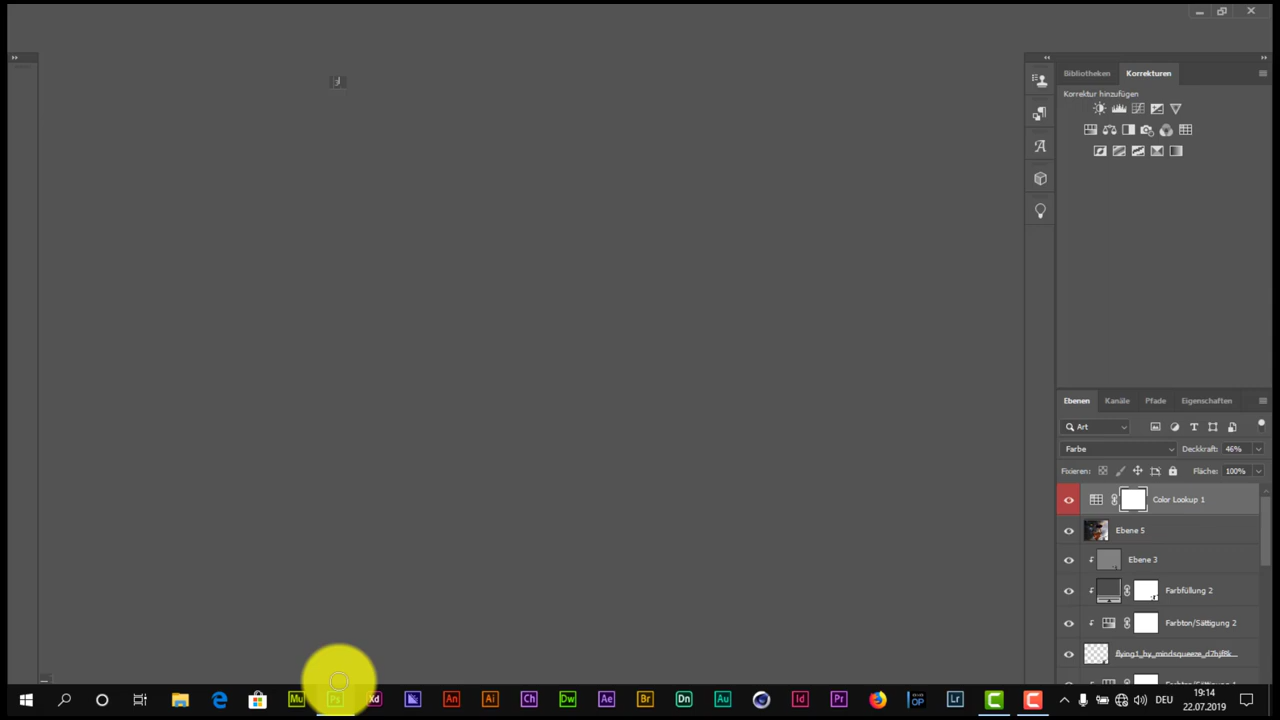 Bibliotheken Korrekturen
Korrektur hinzufügen
Ebenen Kanäle Pfade Eigenschaften
Art
Farbe Deckkraft: 46%
Fixieren: Fläche: 100%
Color Lookup 1
Ebene 5
Ebene 3
Farbfüllung 2
Farbton/Sättigung 2
flying1_by_mindsqueeze_d7hjf8k...
Mu Ps Xd An Ai Ch Dw Ae Br Dn Au Id Pr OP Lr DEU 19:14
22.07.2019